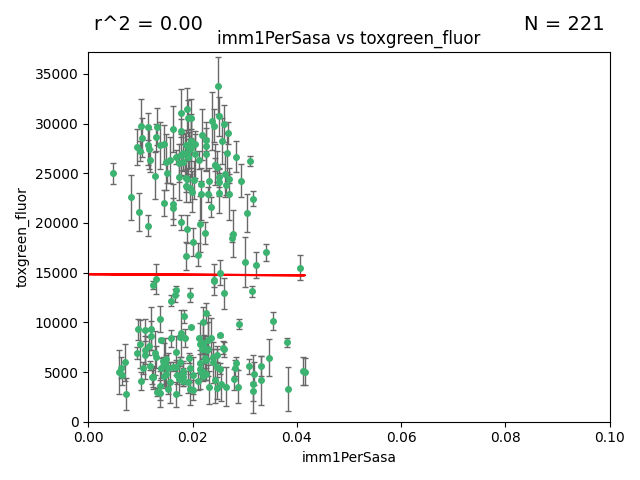 r^2 = 0.00
N = 221
imm1PerSasa vs toxgreen_fluor
35000
30000
25000
20000
15000
10000
5000
0
toxgreen_fluor
0.00
0.02
0.04
0.06
0.08
0.10
imm1PerSasa